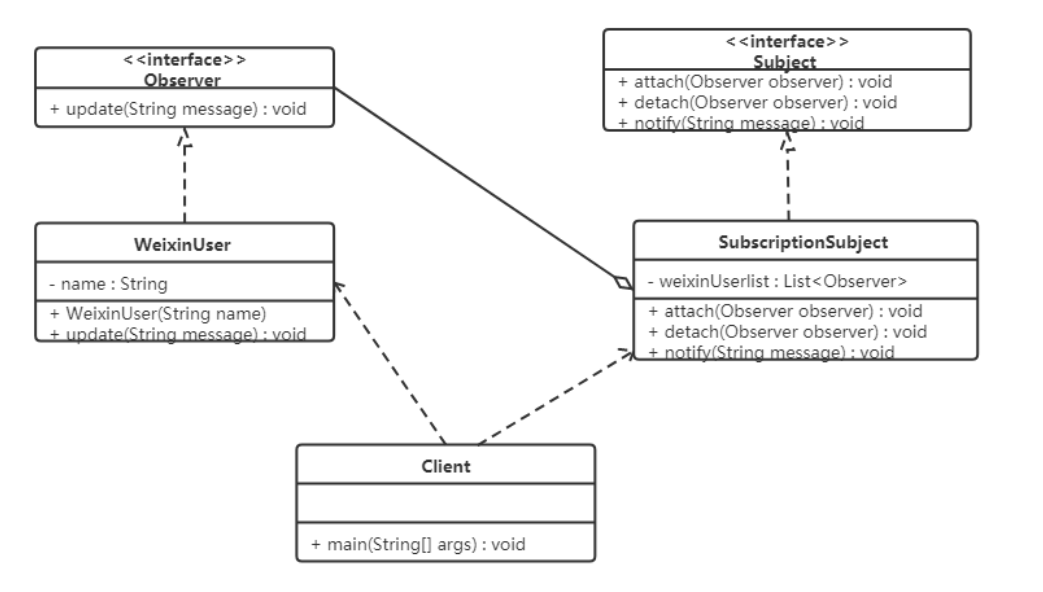 <<interface>>
Observer
+ update(String message) : void
<<interface>>
Subject
+ attach(Observer observer) : void
+ detach(Observer observer) : void
+ notify(String message) : void
WeixinUser
- name : String
+ WeixinUser(String name)
+ update(String message) : void
SubscriptionSubject
- weixinUserlist : List<Observer>
+ attach(Observer observer) : void
+ detach(Observer observer) : void
+ notify(String message) : void
Client
+ main(String[] args) : void